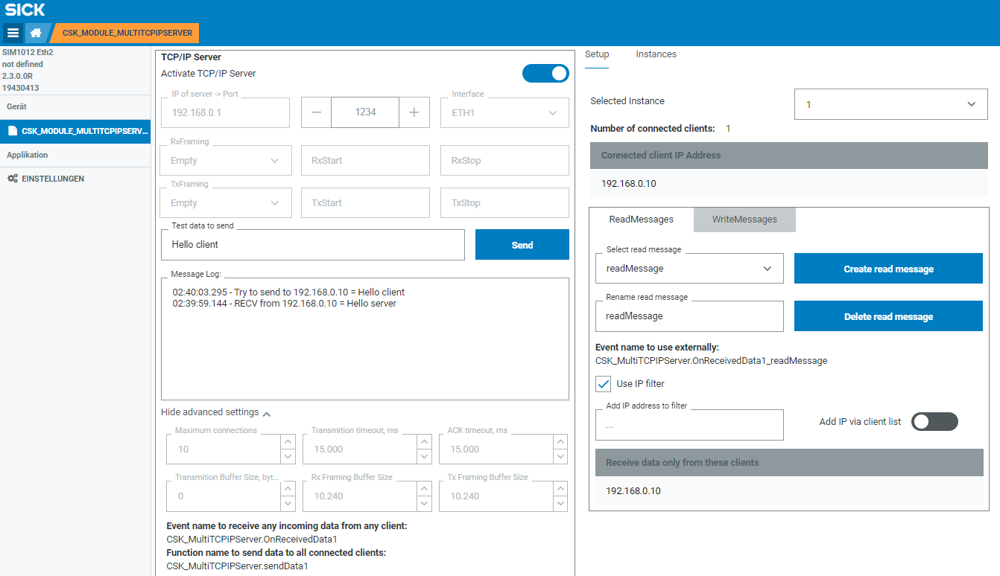 SICK
CSK_MODULE_MULTITCPIPSERVER
SIM1012 Eth2
not defined
2.3.0.0R
19430413
Gerät
CSK_MODULE_MULTITCPIPSERV...
Applikation
EINSTELLUNGEN
TCP/IP Server
Activate TCP/IP Server
IP of server -> Port
192.168.0.1
1234
Interface
ETH1
RxFraming
Empty
RxStart
RxStop
TxFraming
Empty
TxStart
TxStop
Test data to send
Hello client
Send
Message Log:
02:40:03.295 - Try to send to 192.168.0.10 = Hello client
02:39:59.144 - RECV from 192.168.0.10 = Hello server
Hide advanced settings
Maximum connections
10
Transmition timeout, ms
15.000
ACK timeout, ms
15.000
Transmition Buffer Size, byt...
0
Rx Framing Buffer Size
10.240
Tx Framing Buffer Size
10.240
Event name to receive any incoming data from any client:
CSK_MultiTCPIPServer.OnReceivedData1
Function name to send data to all connected clients:
CSK_MultiTCPIPServer.sendData1
Setup
Instances
Selected Instance
1
Number of connected clients: 1
Connected client IP Address
192.168.0.10
ReadMessages
WriteMessages
Select read message
readMessage
Create read message
Rename read message
readMessage
Delete read message
Event name to use externally:
CSK_MultiTCPIPServer.OnReceivedData1_readMessage
Use IP filter
Add IP address to filter
...
Add IP via client list
Receive data only from these clients
192.168.0.10